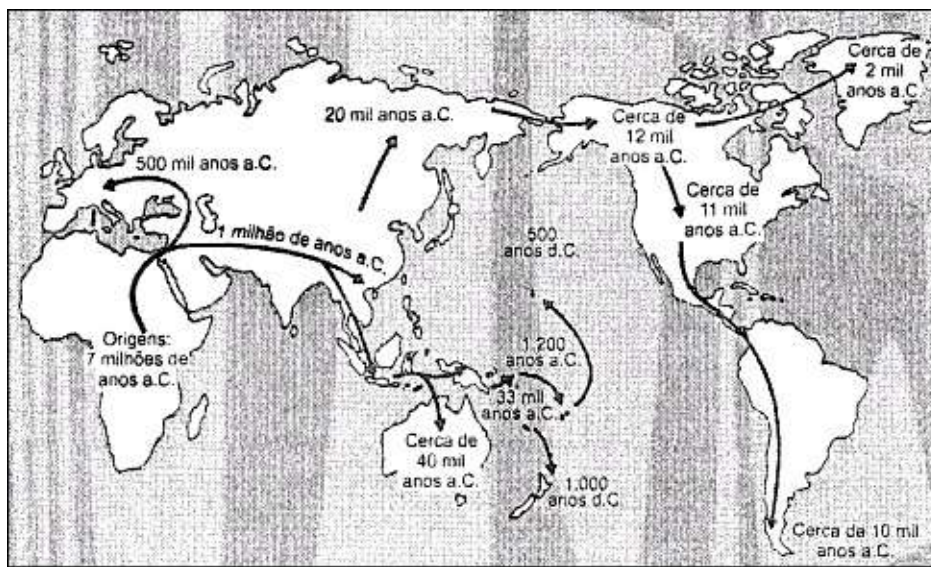 Cerca de
2 mil
anos a.C.
20 mil anos a.C.
Cerca de
12 mil
anos a.C.
500 mil anos a.C.
Cerca de
11 mil
anos a.C.
1 milhão de anos a.C.
500
anos d.C.
Origens:
7 milhões de
anos a.C.
1.200
anos a.C.
33 mil
anos a.C.
Cerca de
40 mil
anos a.C.
1.000
anos d.C.
Cerca de 10 mil
anos a.C.